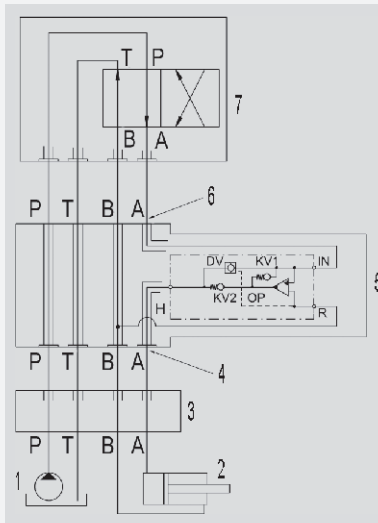 T P
7
B A
6
P T B A
DV KV1 IN
5
H KV2 OP R
P T B A
4
3
P T B A
1
2